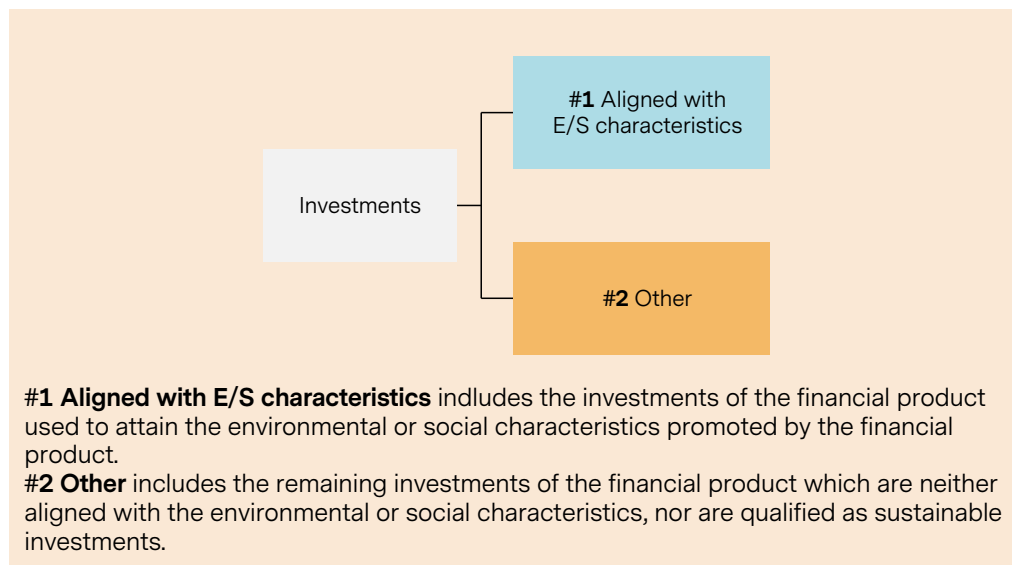 #1 Aligned with
E/S characteristics
Investments
#2 Other
#1 Aligned with E/S characteristics indludes the investments of the financial product
used to attain the environmental or social characteristics promoted by the financial
product.
#2 Other includes the remaining investments of the financial product which are neither
aligned with the environmental or social characteristics, nor are qualified as sustainable
investments.